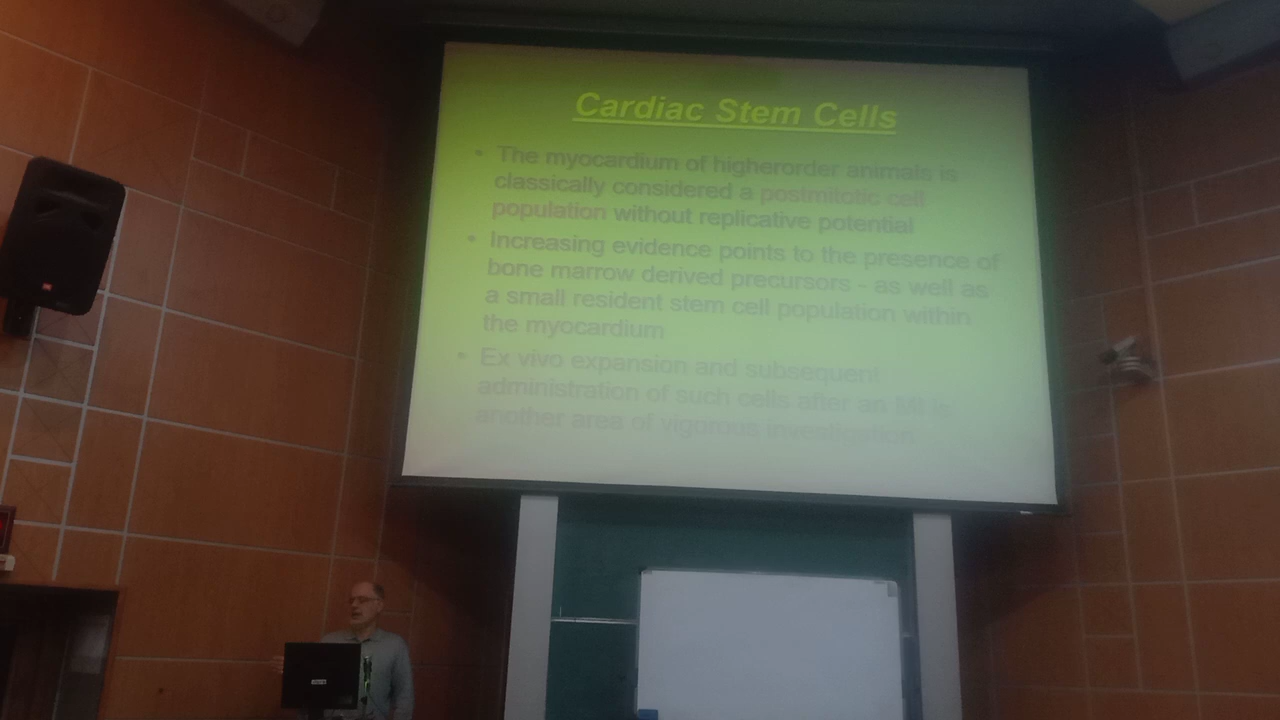 Cardiac Stem Cells
• The myocardium of higherorder animals is
classically considered a postmitotic cell
population without replicative potential
• Increasing evidence points to the presence of
bone marrow derived precursors - as well as
a small resident stem cell population within
the myocardium
• Ex vivo expansion and subsequent
administration of such cells after an MI is
another area of vigorous investigation